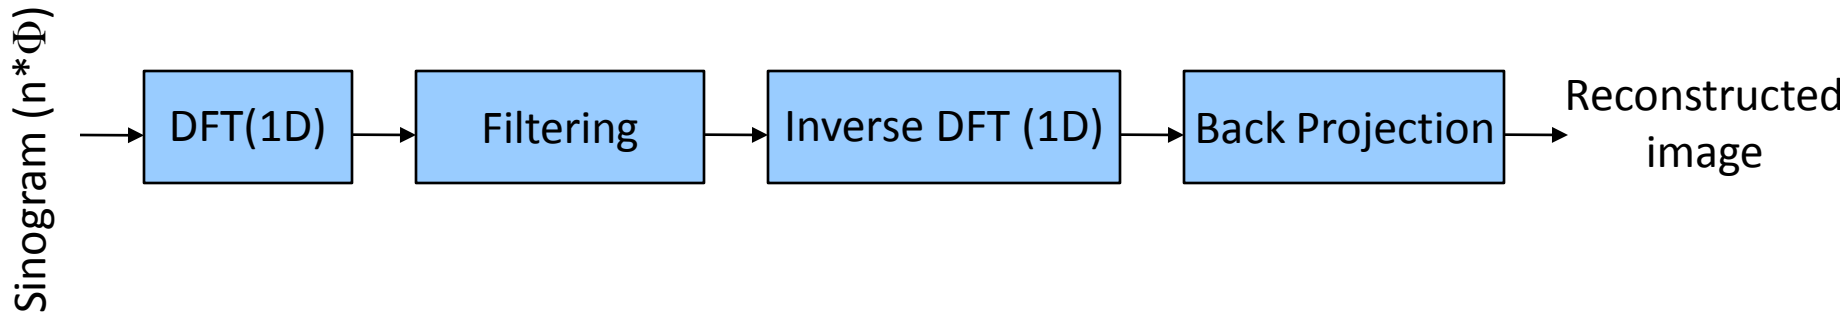 Sinogram (n*Φ)
DFT(1D)
Filtering
Inverse DFT (1D)
Back Projection
Reconstructed
image